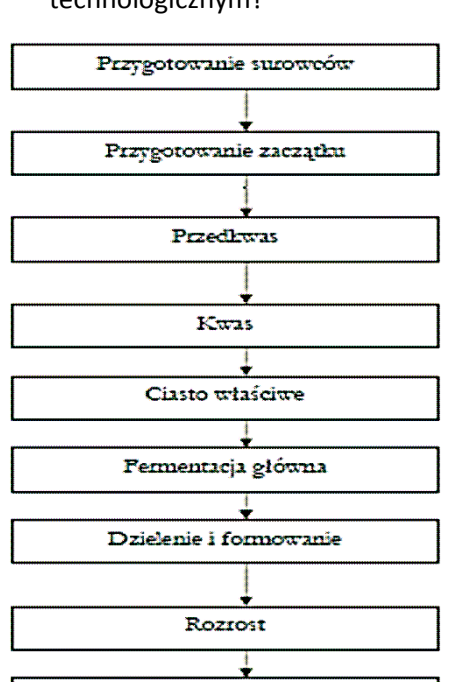 technologicznym?
Przygotowanie surowców
Przygotowanie zaczątku
Przedkwas
Kwas
Ciasto właściwe
Fermentacja główna
Dzielenie i formowanie
Rozrost